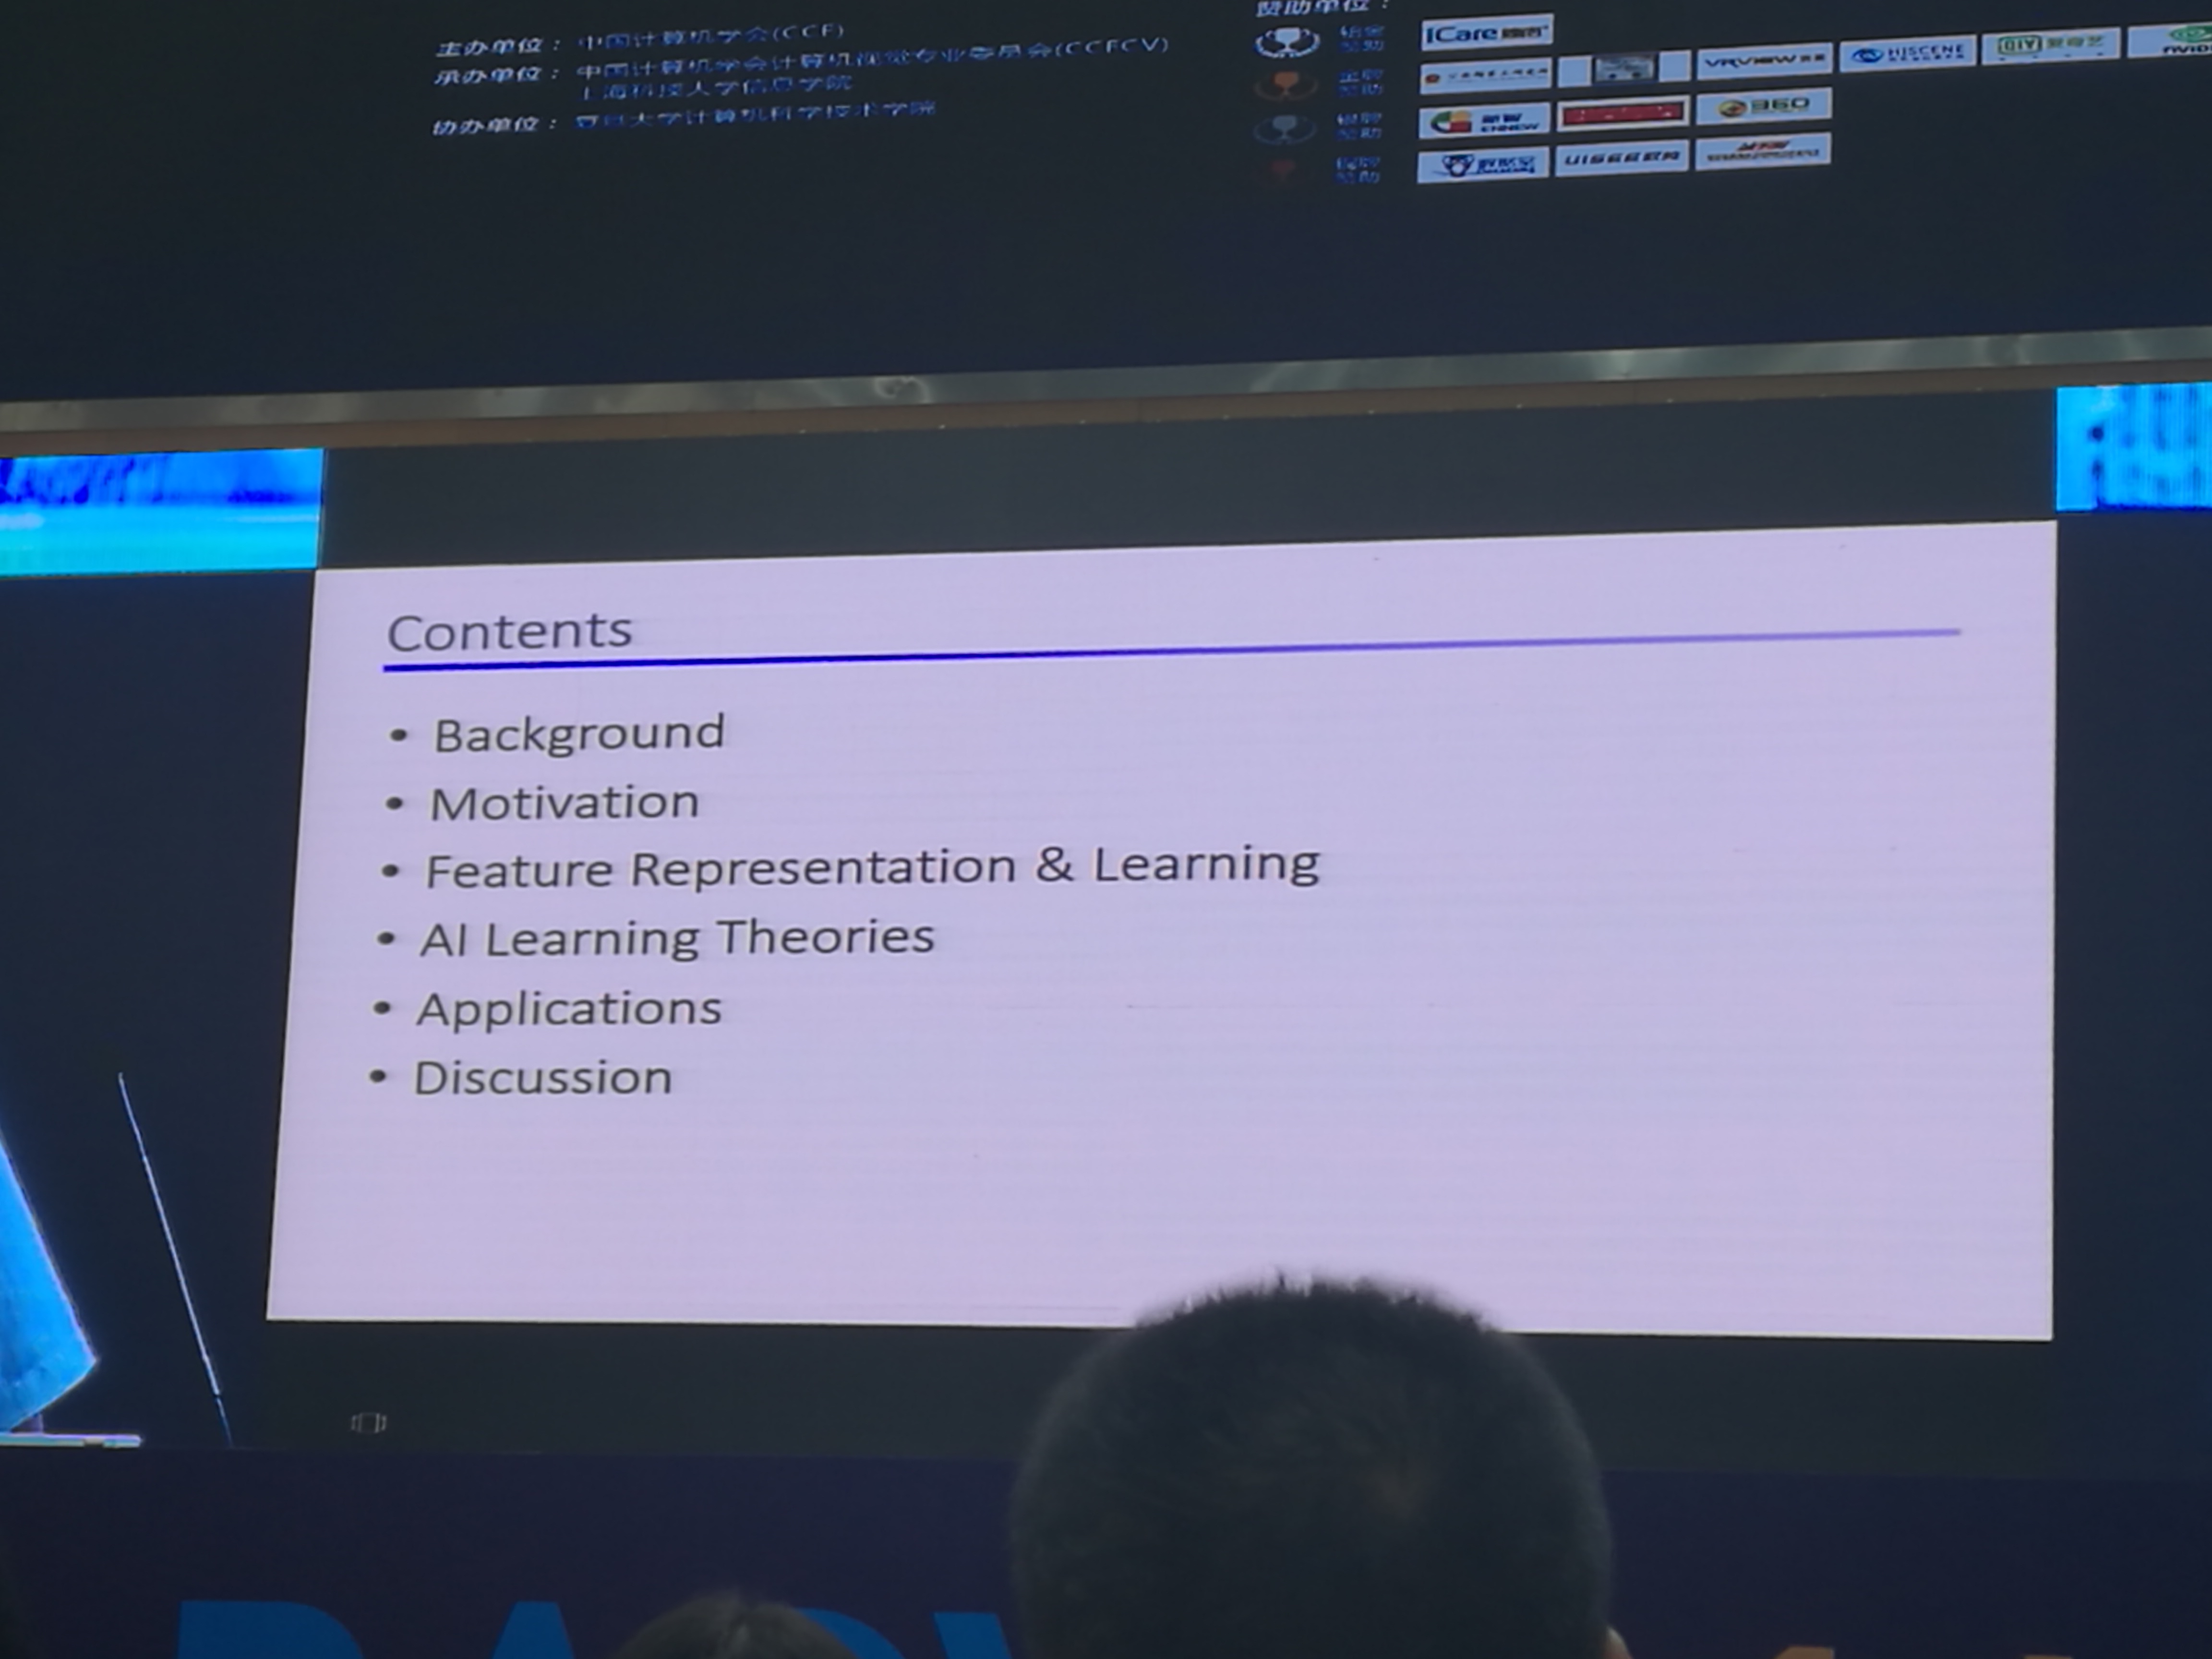 赞助单位：
主办单位： 中国计算机学会(CCF)
承办单位： 中国计算机学会计算机视觉专业委员会(CCFCV)
上海科技大学信息学院
协办单位： 复旦大学计算机科学技术学院
铂金
赞助
iCare
金牌
赞助
VRVIEW
HISCENE
QIY 爱奇艺
银牌
赞助
新智
ENNEW
360
铜牌
赞助
UISEE
Contents
• Background
• Motivation
• Feature Representation & Learning
• AI Learning Theories
• Applications
• Discussion